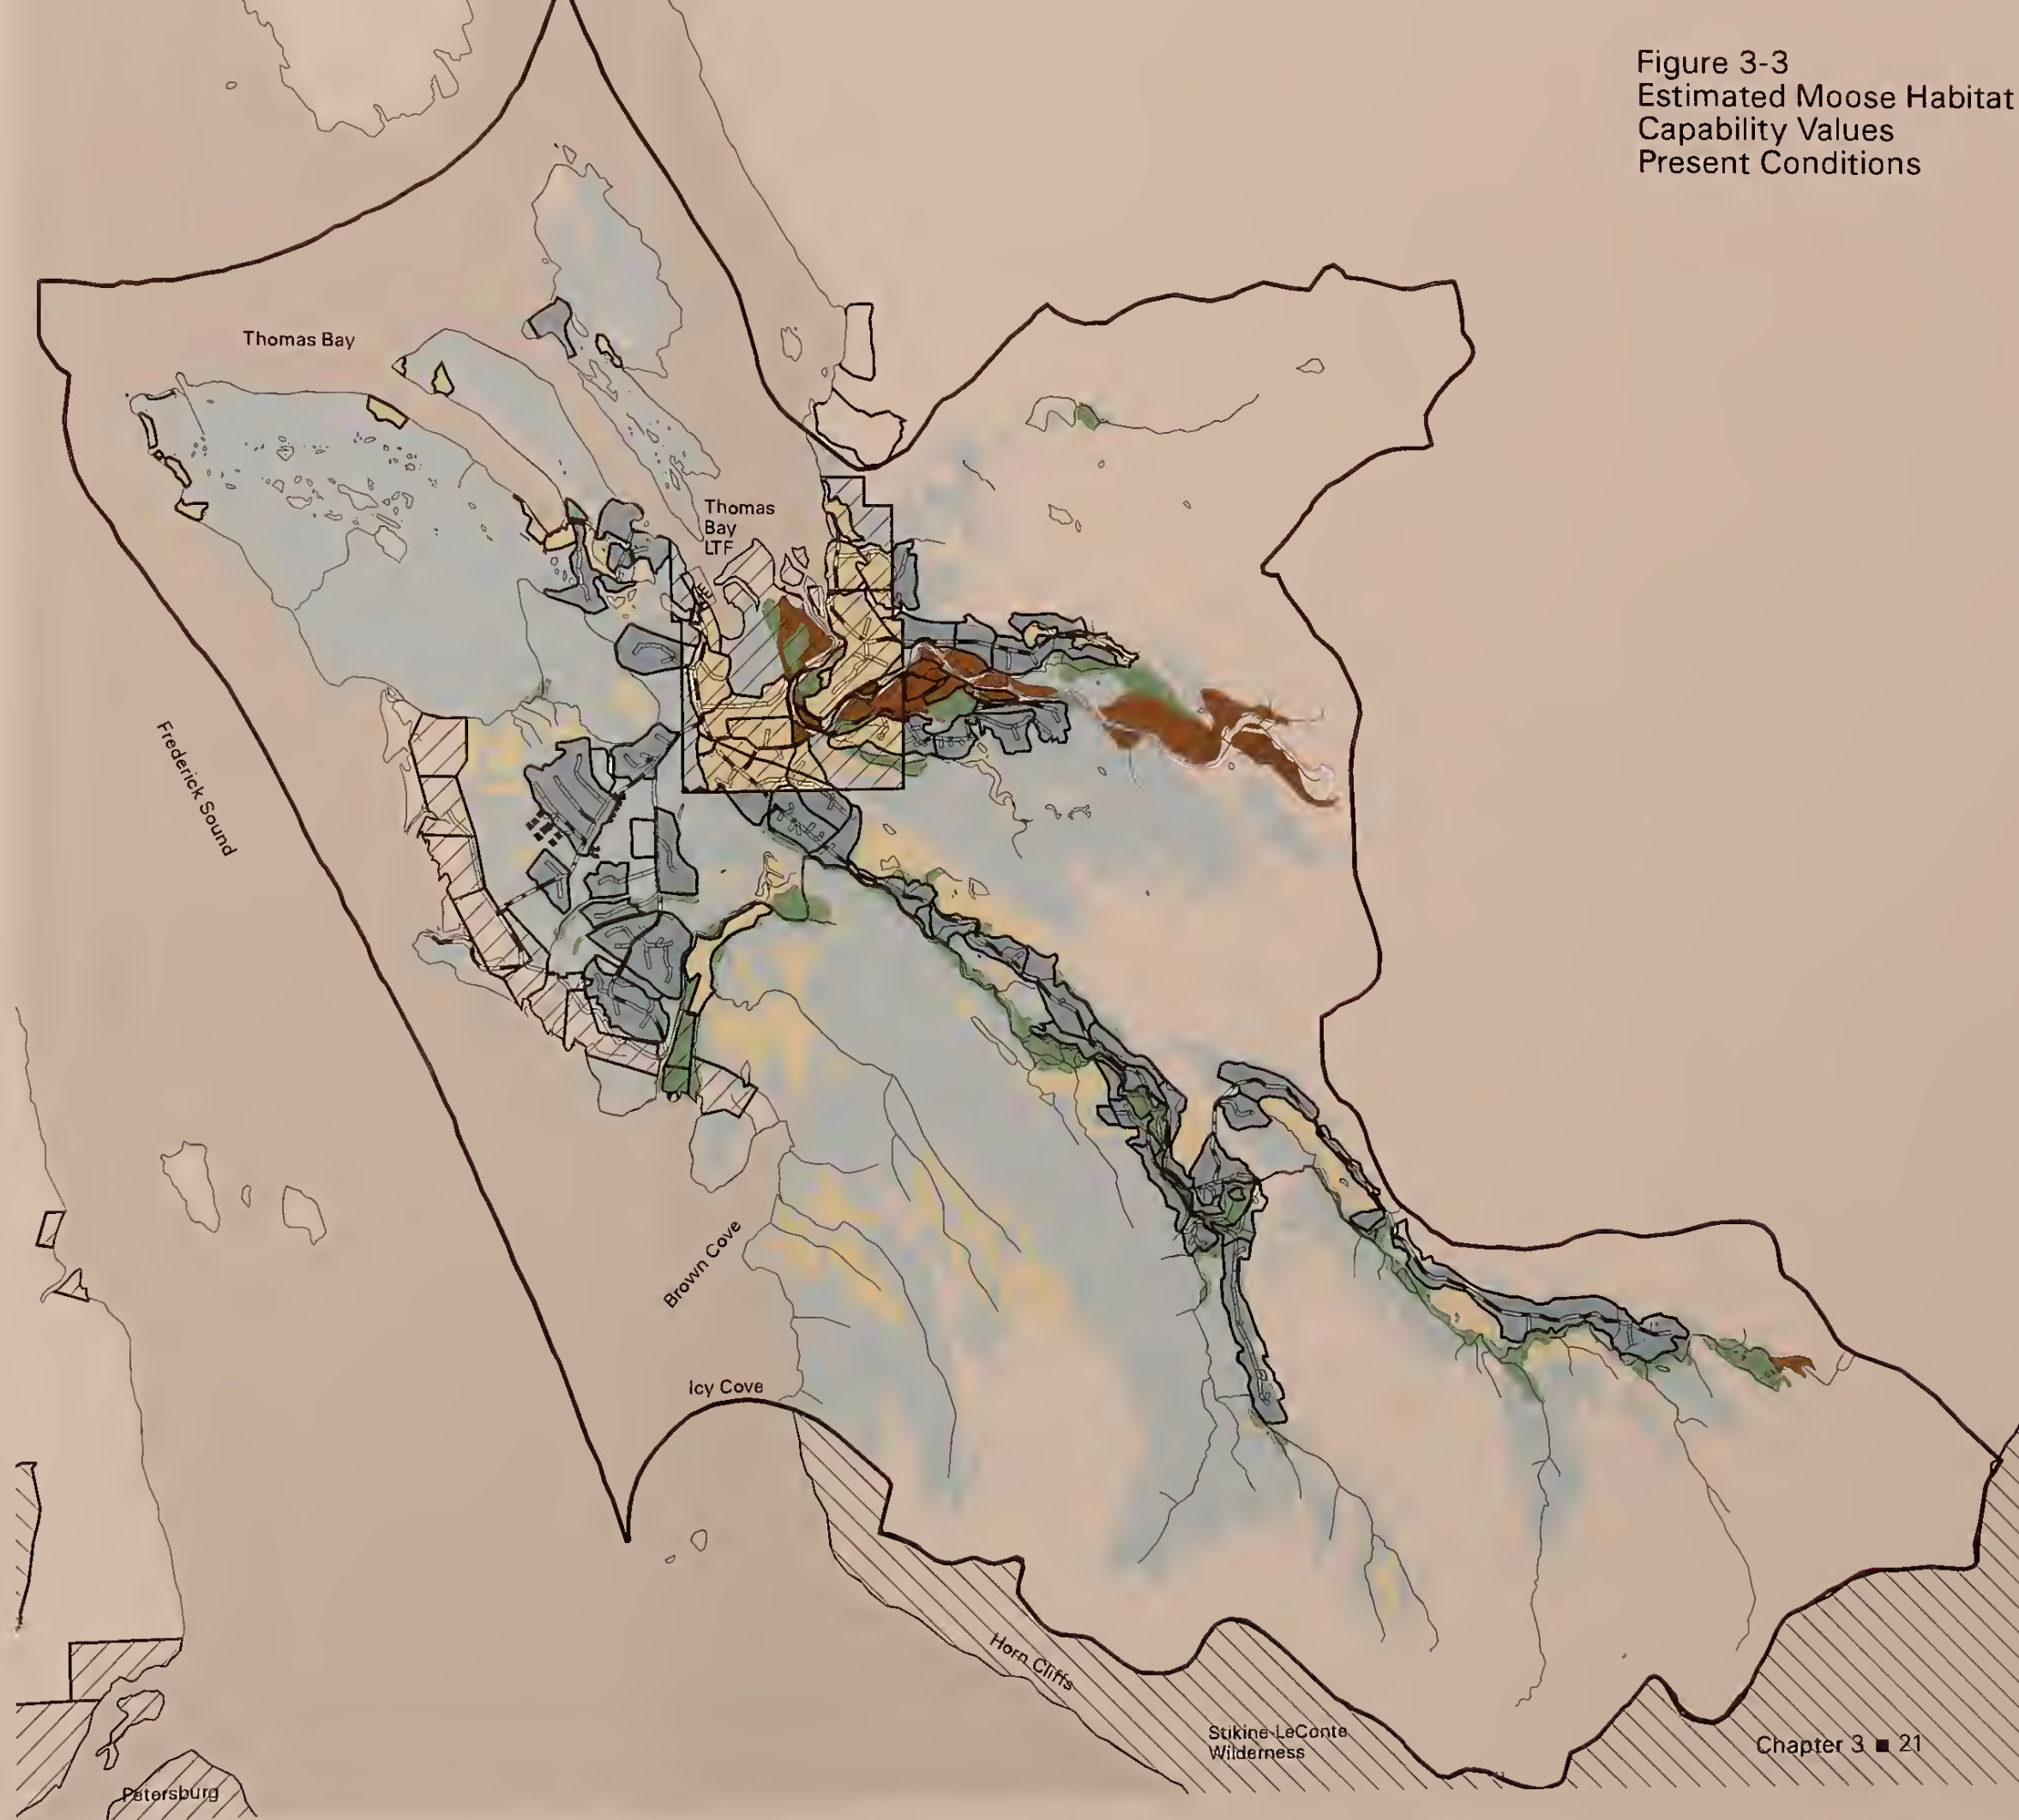 Figure 3-3
Estimated Moose Habitat
Capability Values
Present Conditions
Thomas Bay
Thomas
Bay
LTF
Frederick Sound
Brown Cove
Icy Cove
Horn Cliffs
Stikine-LeConte
Wilderness
Chapter 3 ■ 21
Petersburg